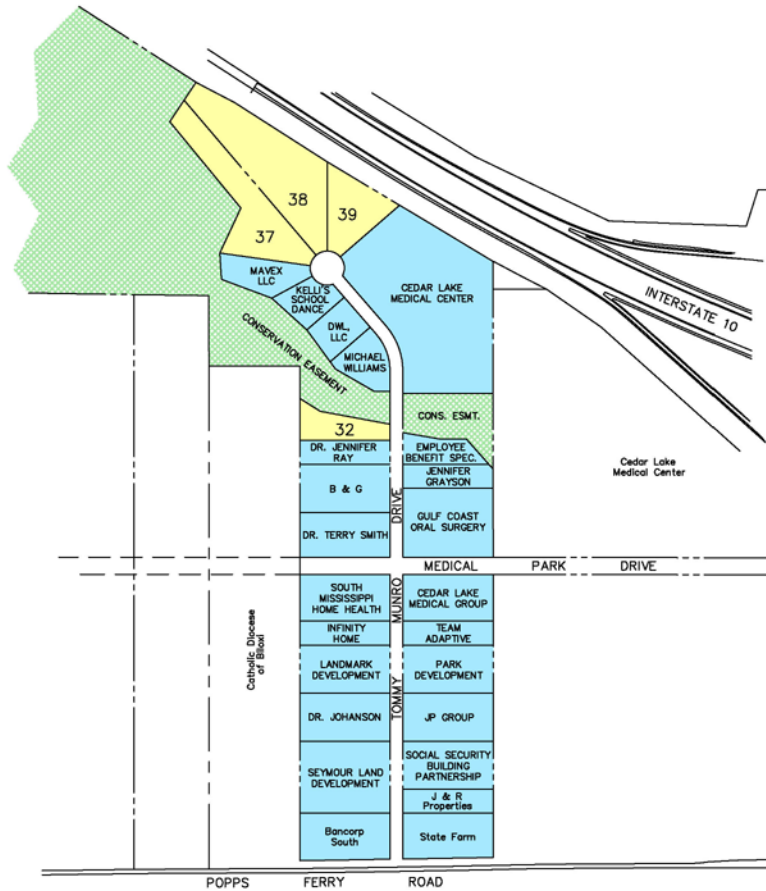 38
39
37
MAVEX
LLC
KELLI'S
SCHOOL
DANCE
CEDAR LAKE
MEDICAL CENTER
INTERSTATE 10
DWL,
LLC
MICHAEL
WILLIAMS
CONSERVATION EASEMENT
CONS. ESMT.
32
DR. JENNIFER
RAY
EMPLOYEE
BENEFIT SPEC.
JENNIFER
GRAYSON
Cedar Lake
Medical Center
B & G
GULF COAST
ORAL SURGERY
DR. TERRY SMITH
TOMMY MUNRO DRIVE
MEDICAL PARK DRIVE
SOUTH
MISSISSIPPI
HOME HEALTH
CEDAR LAKE
MEDICAL GROUP
INFINITY
HOME
TEAM
ADAPTIVE
Catholic Diocese
of Biloxi
LANDMARK
DEVELOPMENT
PARK
DEVELOPMENT
DR. JOHANSON
JP GROUP
SEYMOUR LAND
DEVELOPMENT
SOCIAL SECURITY
BUILDING
PARTNERSHIP
J & R
Properties
Bancorp
South
State Farm
POPPS FERRY ROAD